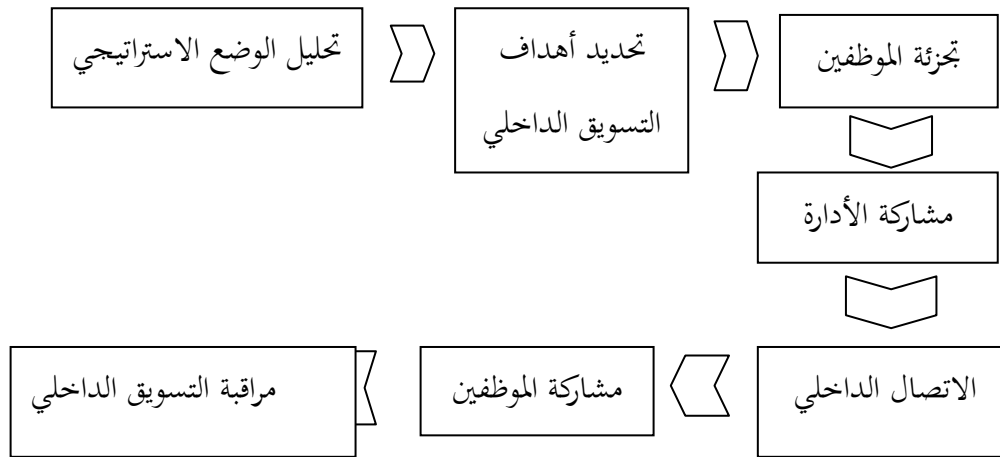 تحليل الوضع الاستراتيجي
تحديد أهداف
التسويق الداخلي
تجزئة الموظفين
مشاركة الأدارة
الاتصال الداخلي
مشاركة الموظفين
مراقبة التسويق الداخلي